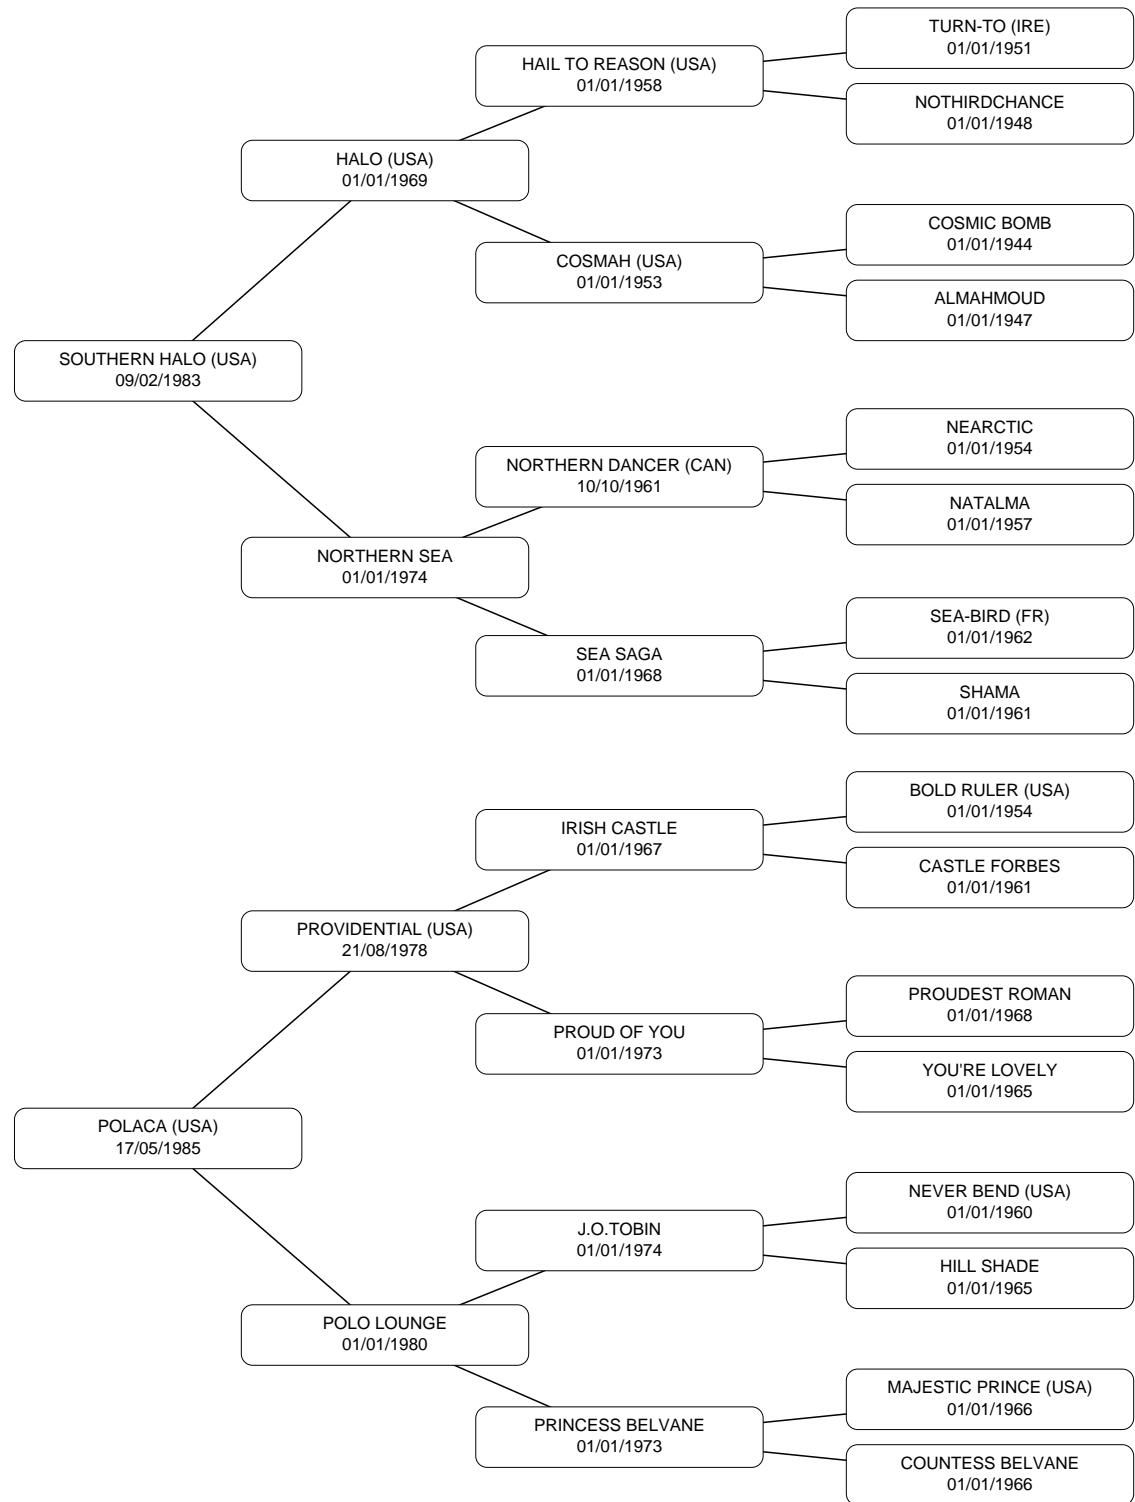 TURN-TO (IRE)
01/01/1951
HAIL TO REASON (USA)
01/01/1958
NOTHIRDCHANCE
01/01/1948
HALO (USA)
01/01/1969
COSMIC BOMB
01/01/1944
COSMAH (USA)
01/01/1953
ALMAHMOUD
01/01/1947
SOUTHERN HALO (USA)
09/02/1983
NEARCTIC
01/01/1954
NORTHERN DANCER (CAN)
10/10/1961
NATALMA
01/01/1957
NORTHERN SEA
01/01/1974
SEA-BIRD (FR)
01/01/1962
SEA SAGA
01/01/1968
SHAMA
01/01/1961
BOLD RULER (USA)
01/01/1954
IRISH CASTLE
01/01/1967
CASTLE FORBES
01/01/1961
PROVIDENTIAL (USA)
21/08/1978
PROUDEST ROMAN
01/01/1968
PROUD OF YOU
01/01/1973
YOU'RE LOVELY
01/01/1965
POLACA (USA)
17/05/1985
NEVER BEND (USA)
01/01/1960
J.O.TOBIN
01/01/1974
HILL SHADE
01/01/1965
POLO LOUNGE
01/01/1980
MAJESTIC PRINCE (USA)
01/01/1966
PRINCESS BELVANE
01/01/1973
COUNTESS BELVANE
01/01/1966